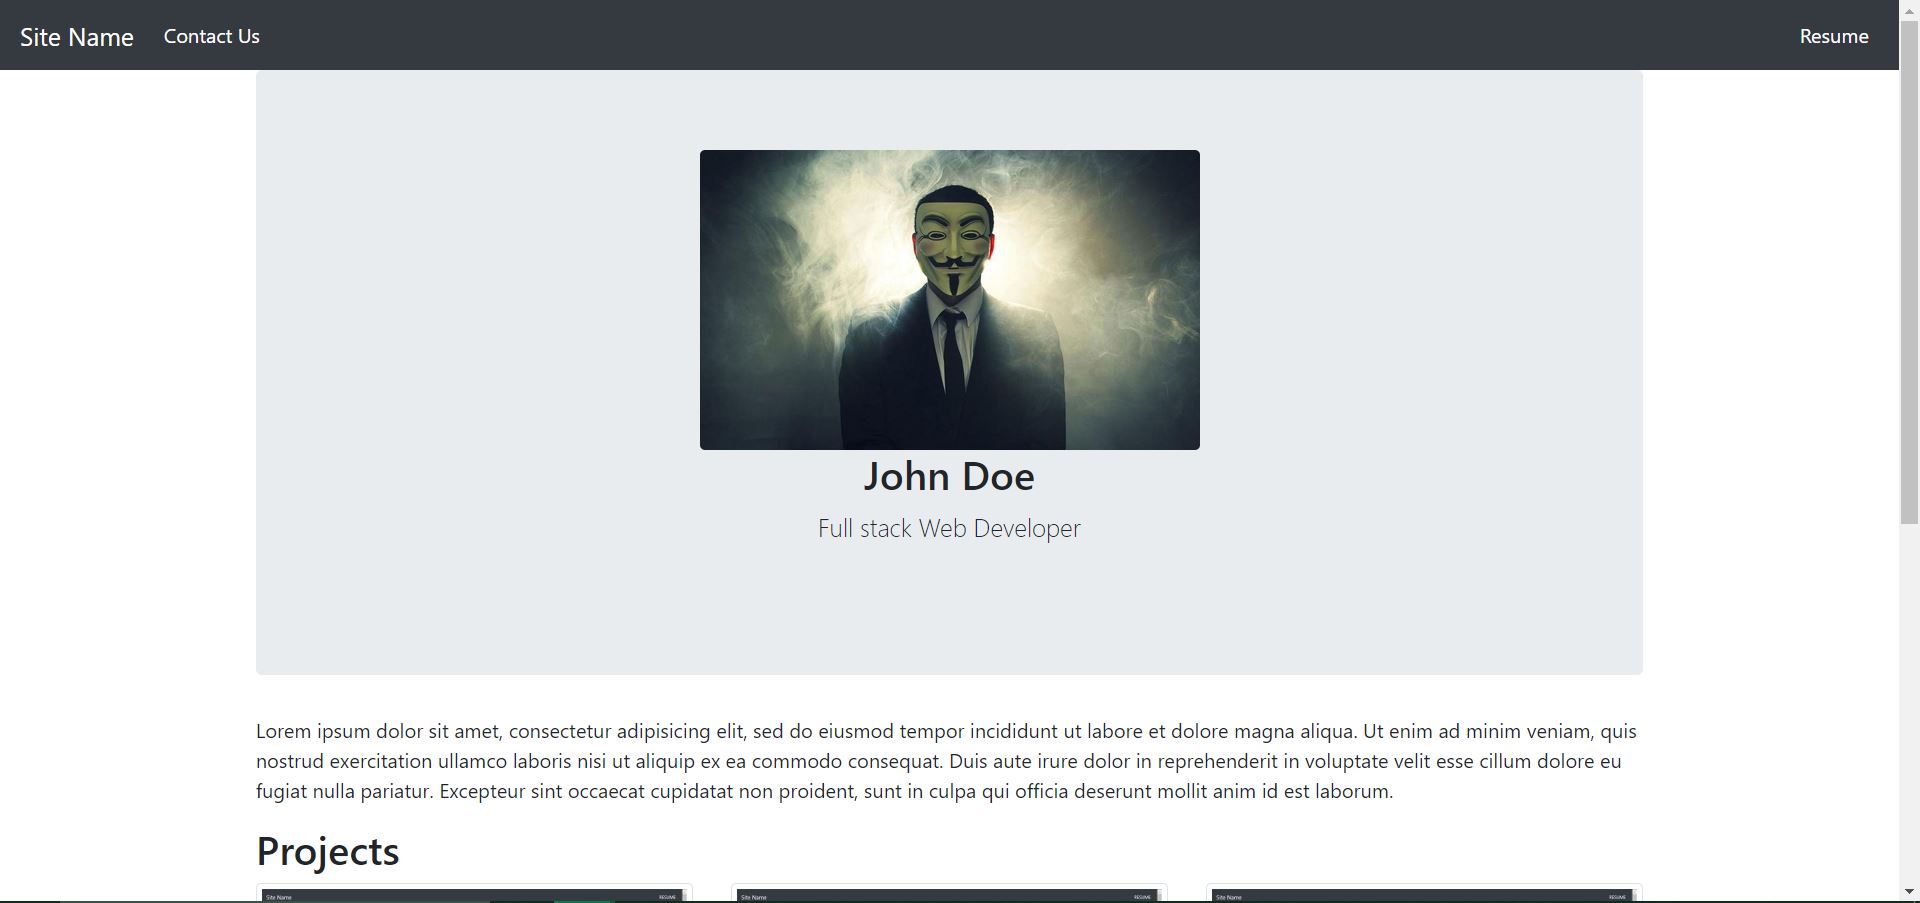 Site Name Contact Us Resume
John Doe
Full stack Web Developer
Lorem ipsum dolor sit amet, consectetur adipisicing elit, sed do eiusmod tempor incididunt ut labore et dolore magna aliqua. Ut enim ad minim veniam, quis
nostrud exercitation ullamco laboris nisi ut aliquip ex ea commodo consequat. Duis aute irure dolor in reprehenderit in voluptate velit esse cillum dolore eu
fugiat nulla pariatur. Excepteur sint occaecat cupidatat non proident, sunt in culpa qui officia deserunt mollit anim id est laborum.
Projects
Site Name RESUME Site Name RESUME Site Name RESUME